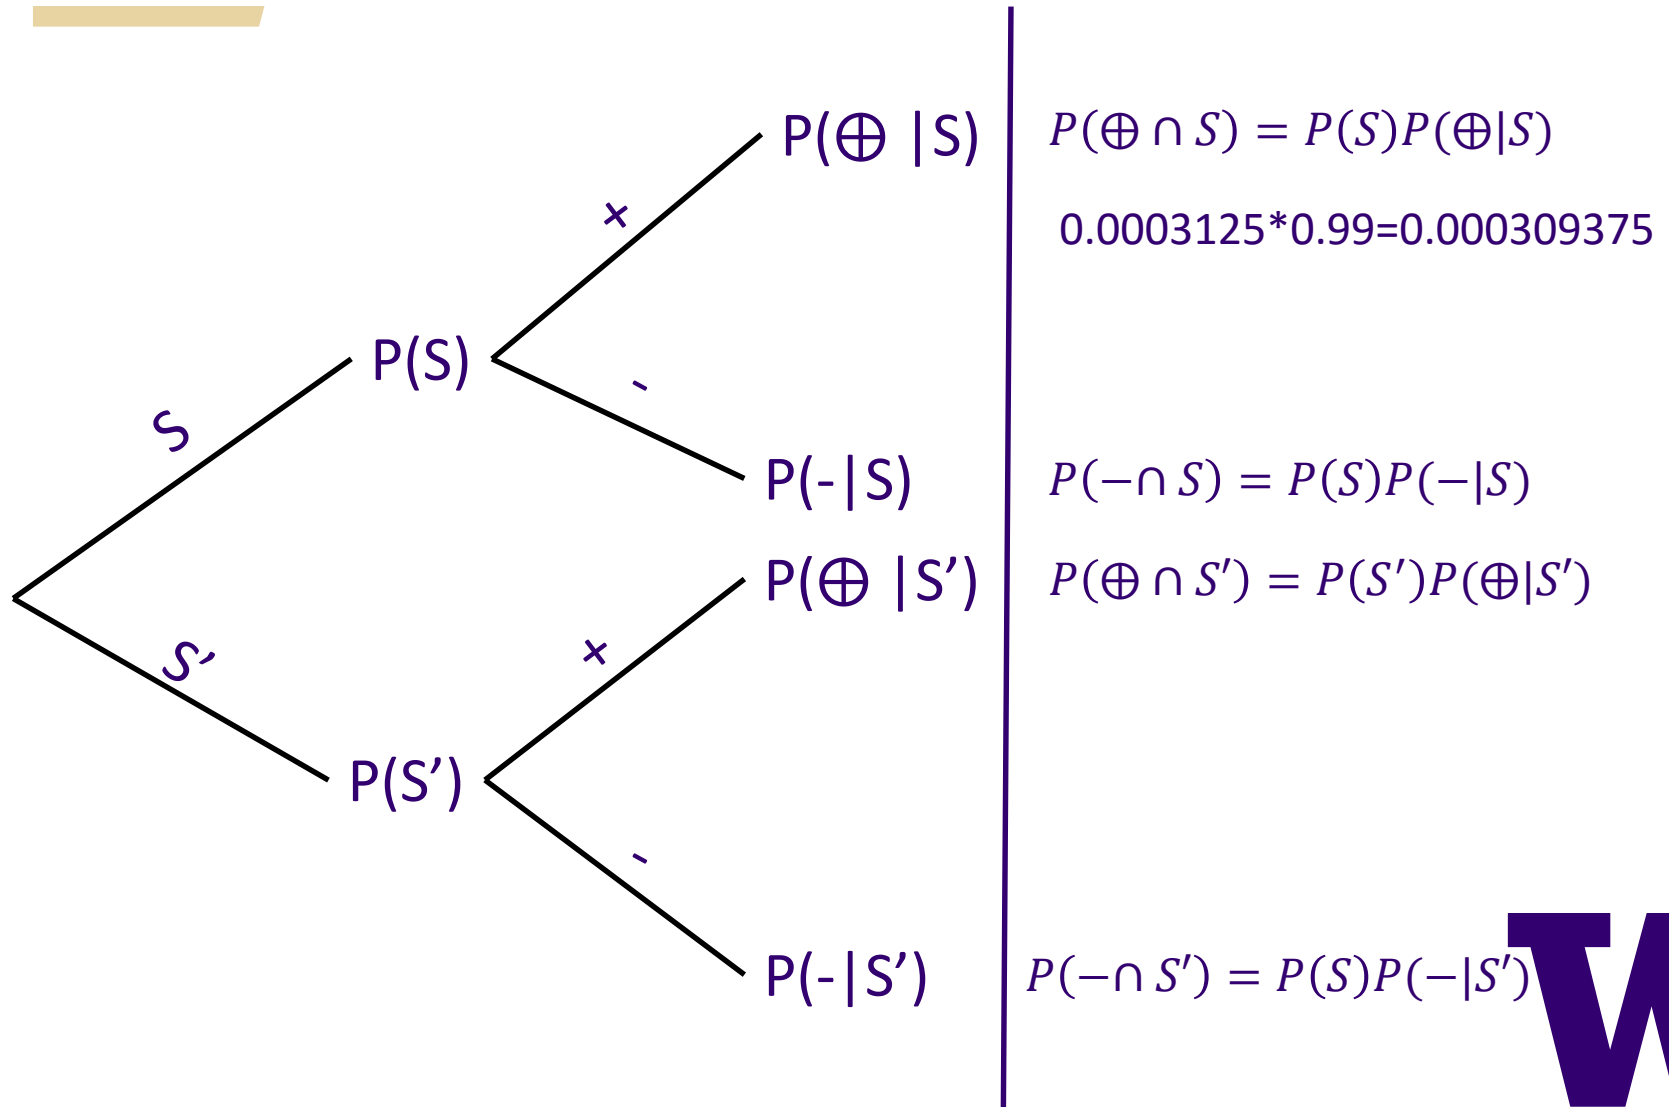 P(⊕ |S)
P(⊕ ∩ S) = P(S)P(⊕|S)
+
0.0003125*0.99=0.000309375
P(S)
-
S
P(-|S)
P(−∩ S) = P(S)P(−|S)
P(⊕ |S’)
P(⊕ ∩ S′) = P(S′)P(⊕|S′)
S’
+
P(S’)
-
P(-|S’)
P(−∩ S′) = P(S)P(−|S′)
W